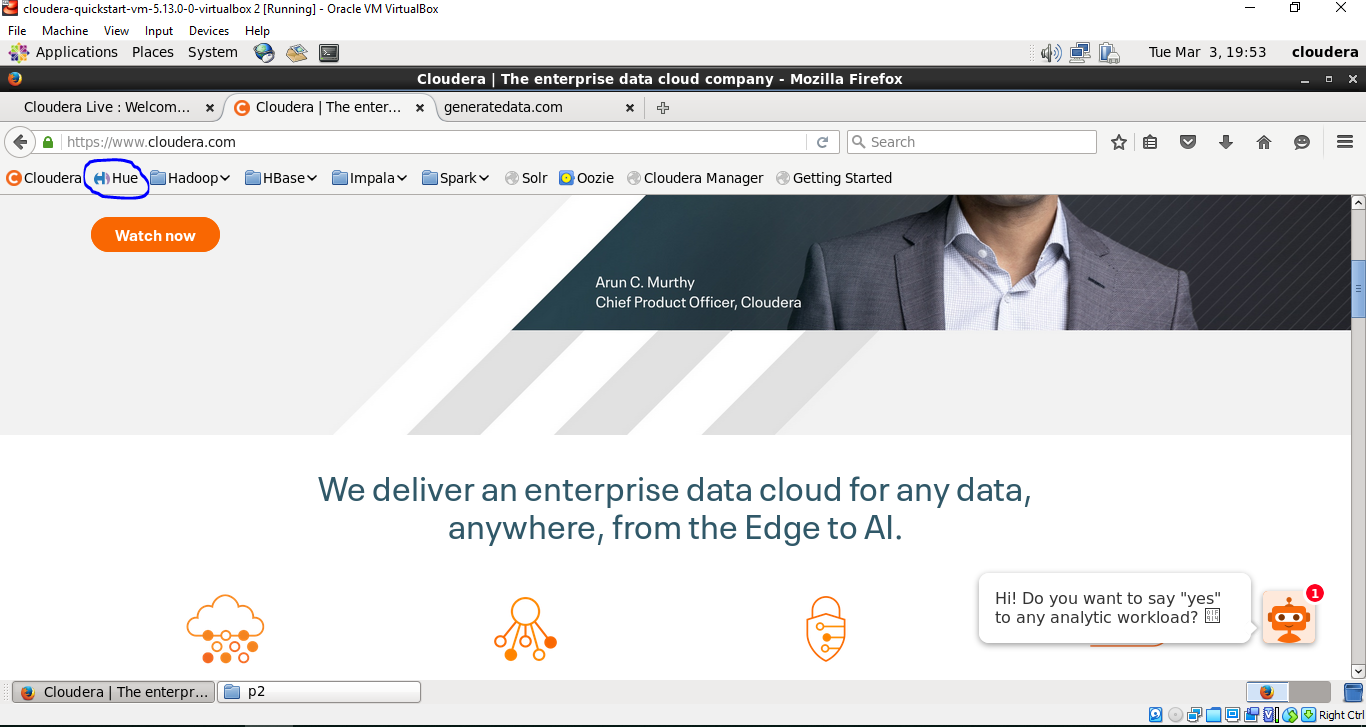 cloudera-quickstart-vm-5.13.0-0-virtualbox 2 [Running] - Oracle VM VirtualBox
File Machine View Input Devices Help
Applications Places System Tue Mar 3, 19:53 cloudera
Cloudera | The enterprise data cloud company - Mozilla Firefox
Cloudera Live : Welcom... Cloudera | The enter... generatedata.com
https://www.cloudera.com Search
Cloudera Hue Hadoop HBase Impala Spark Solr Oozie Cloudera Manager Getting Started
Watch now
Arun C. Murthy
Chief Product Officer, Cloudera
We deliver an enterprise data cloud for any data,
anywhere, from the Edge to AI.
Hi! Do you want to say "yes"
to any analytic workload?
1
Cloudera | The enterpr... p2
Right Ctrl